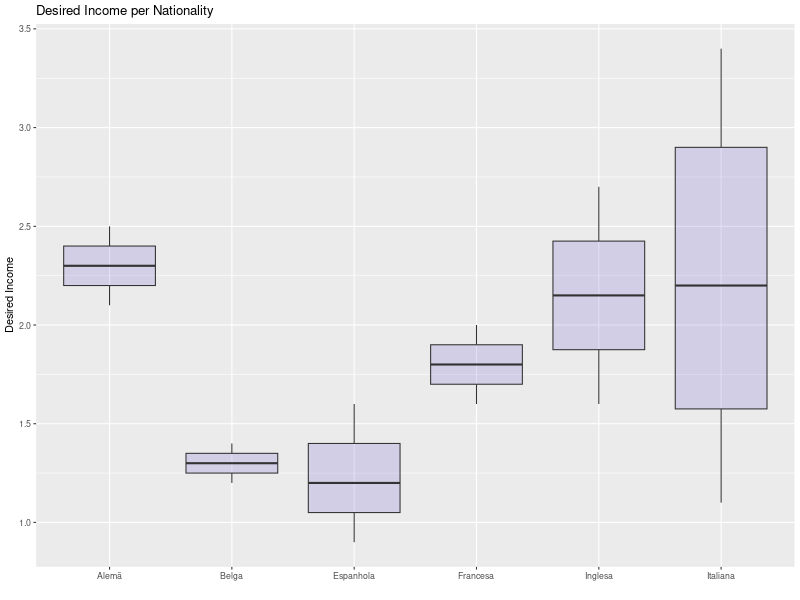 Desired Income per Nationality
Desired Income
3.5
3.0
2.5
2.0
1.5
1.0
Alemã
Belga
Espanhola
Francesa
Inglesa
Italiana